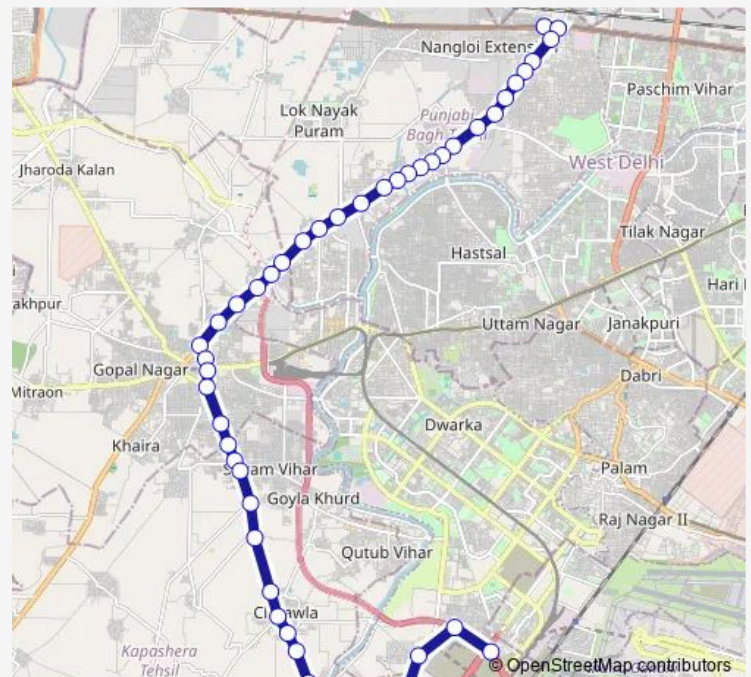 Nangloi Extens
Paschim Vihar
Lok Nayak
Puram
Punjabi
Bagh
West Delhi
Jharoda Kalan
Tilak Nagar
Hastsal
Hari
akhpur
Uttam Nagar
Janakpuri
Gopal Nagar
Dabri
Mitraon
Dwarka
Khaira
Vihar
Palam
Goyla Khurd
Raj Nagar II
Qutub Vihar
Kapashera
Tehsil
© OpenStreetMap contributors